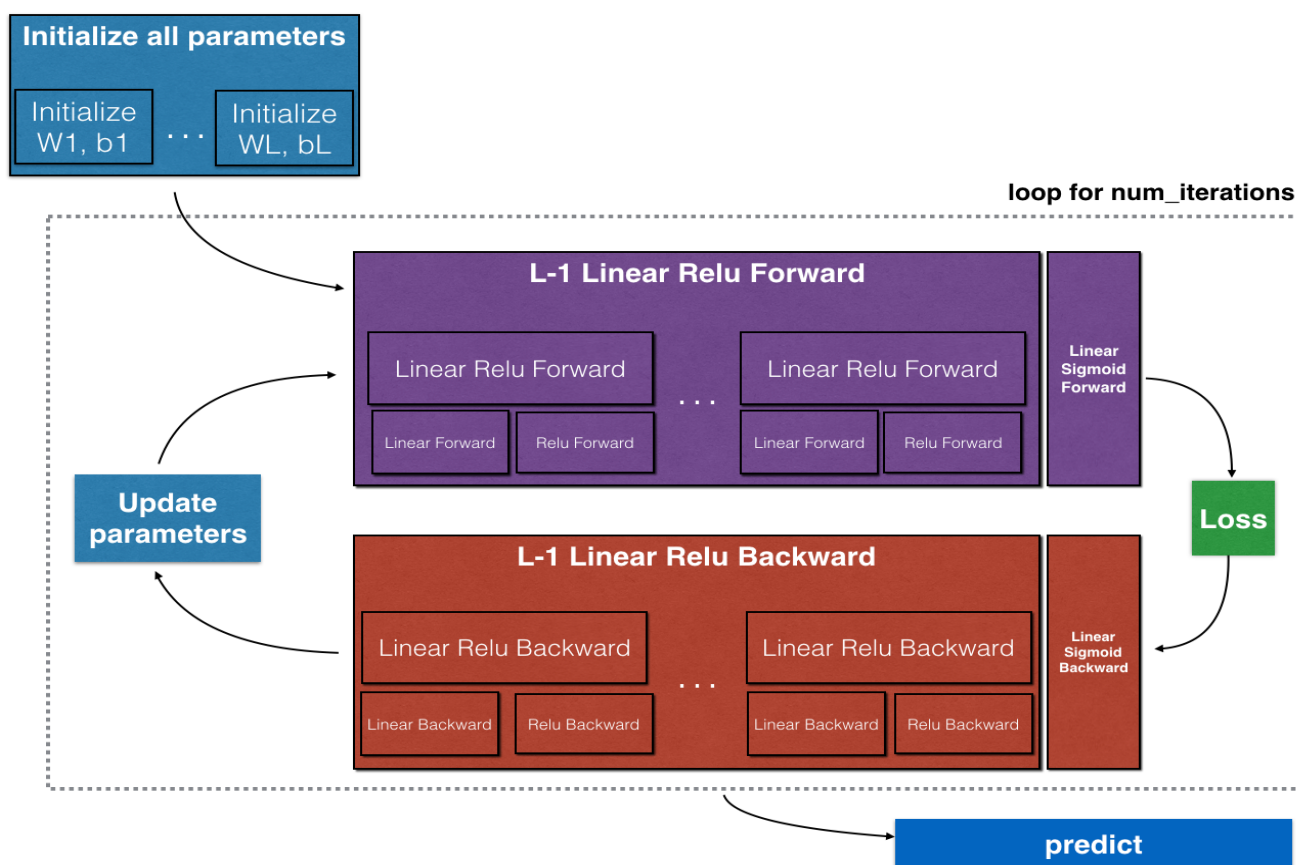 Initialize all parameters
Initialize
W1, b1
. . .
Initialize
WL, bL
loop for num_iterations
L-1 Linear Relu Forward
Linear Relu Forward
. . .
Linear Relu Forward
Linear Forward
Relu Forward
Linear Forward
Relu Forward
Linear
Sigmoid
Forward
Update
parameters
Loss
L-1 Linear Relu Backward
Linear Relu Backward
. . .
Linear Relu Backward
Linear Backward
Relu Backward
Linear Backward
Relu Backward
Linear
Sigmoid
Backward
predict